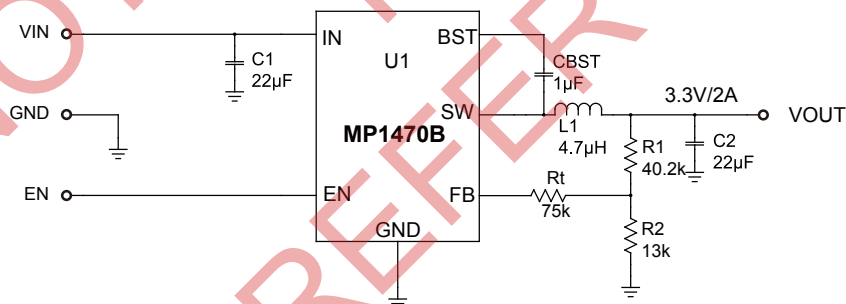 VIN
C1
22µF
GND
EN
IN
BST
U1
SW
MP1470B
EN
FB
GND
CBST
1µF
L1
4.7µH
3.3V/2A
VOUT
R1
40.2k
C2
22µF
Rt
75k
R2
13k
REFER